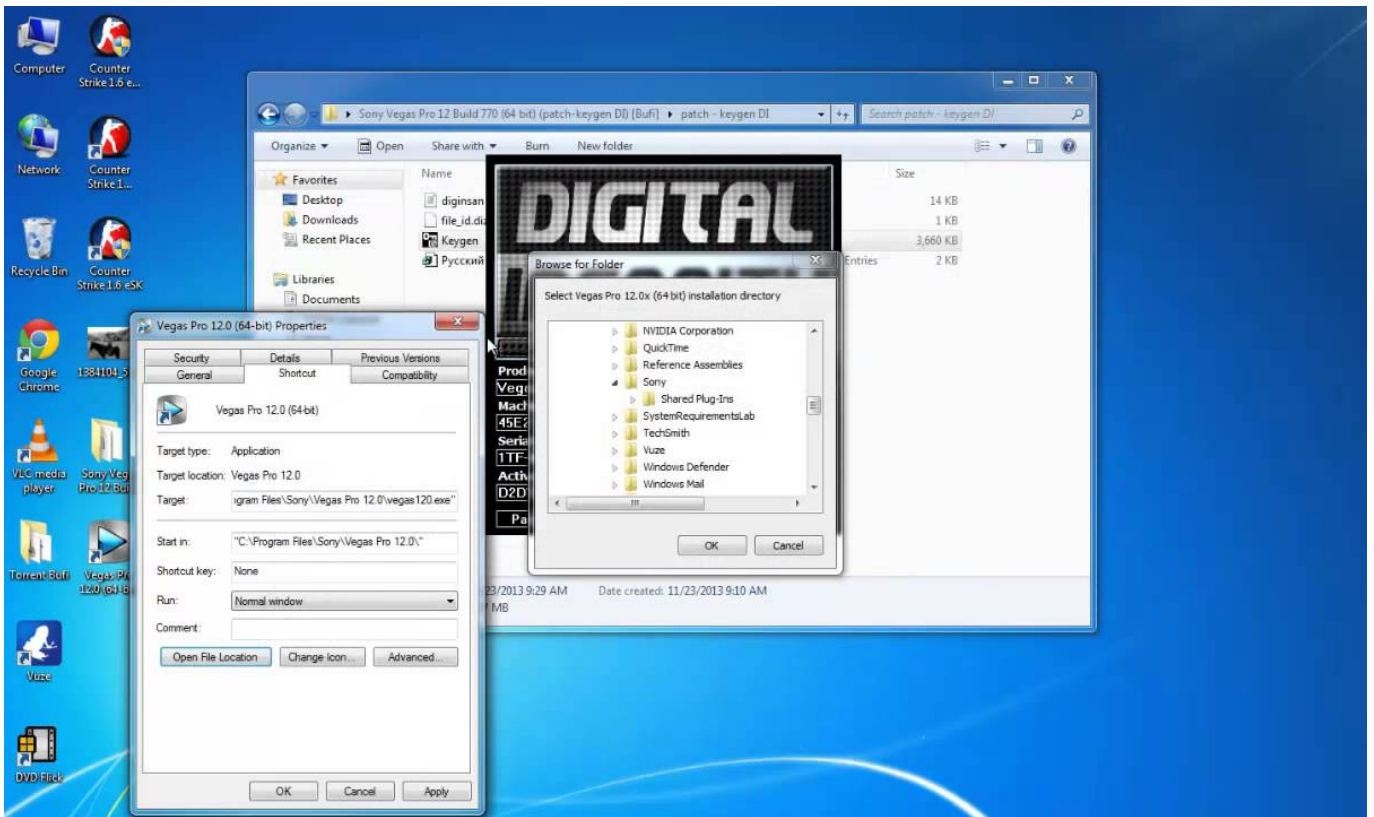 Computer
Counter
Strike 1.6 e...
Network
Counter
Strike 1...
Recycle Bin
Counter
Strike 1.6 eSK
Google
Chrome
1384104_5
VLC media
player
Sony Veg
Pro 12 Bui
Torrent Bufi
Vegas Pr
12.0 (64-b
Vuze
DVD Flick
Sony Vegas Pro 12 Build 770 (64 bit) (patch-keygen DI) [Bufi]
patch - keygen DI
Search patch - keygen DI
Organize
Open
Share with
Burn
New folder
Favorites
Desktop
Downloads
Recent Places
Libraries
Documents
Name
Size
diginsan
14 KB
file_id.diz
1 KB
Keygen
3,660 KB
Русский
Entries
2 KB
DIGITAL
Prod
Vega
Mach
45E2
Seria
1TF-
Activ
D2D
Pa
Browse for Folder
Select Vegas Pro 12.0x (64bit) installation directory
NVIDIA Corporation
QuickTime
Reference Assemblies
Sony
Shared Plug-Ins
SystemRequirementsLab
TechSmith
Vuze
Windows Defender
Windows Mail
OK
Cancel
23/2013 9:29 AM
Date created: 11/23/2013 9:10 AM
MB
Vegas Pro 12.0 (64-bit) Properties
Security
Details
Previous Versions
General
Shortcut
Compatibility
Vegas Pro 12.0 (64-bit)
Target type:
Application
Target location:
Vegas Pro 12.0
Target:
ogram Files\Sony\Vegas Pro 12.0\vegas120.exe"
Start in:
"C:\Program Files\Sony\Vegas Pro 12.0\"
Shortcut key:
None
Run:
Normal window
Comment:
Open File Location
Change Icon...
Advanced...
OK
Cancel
Apply